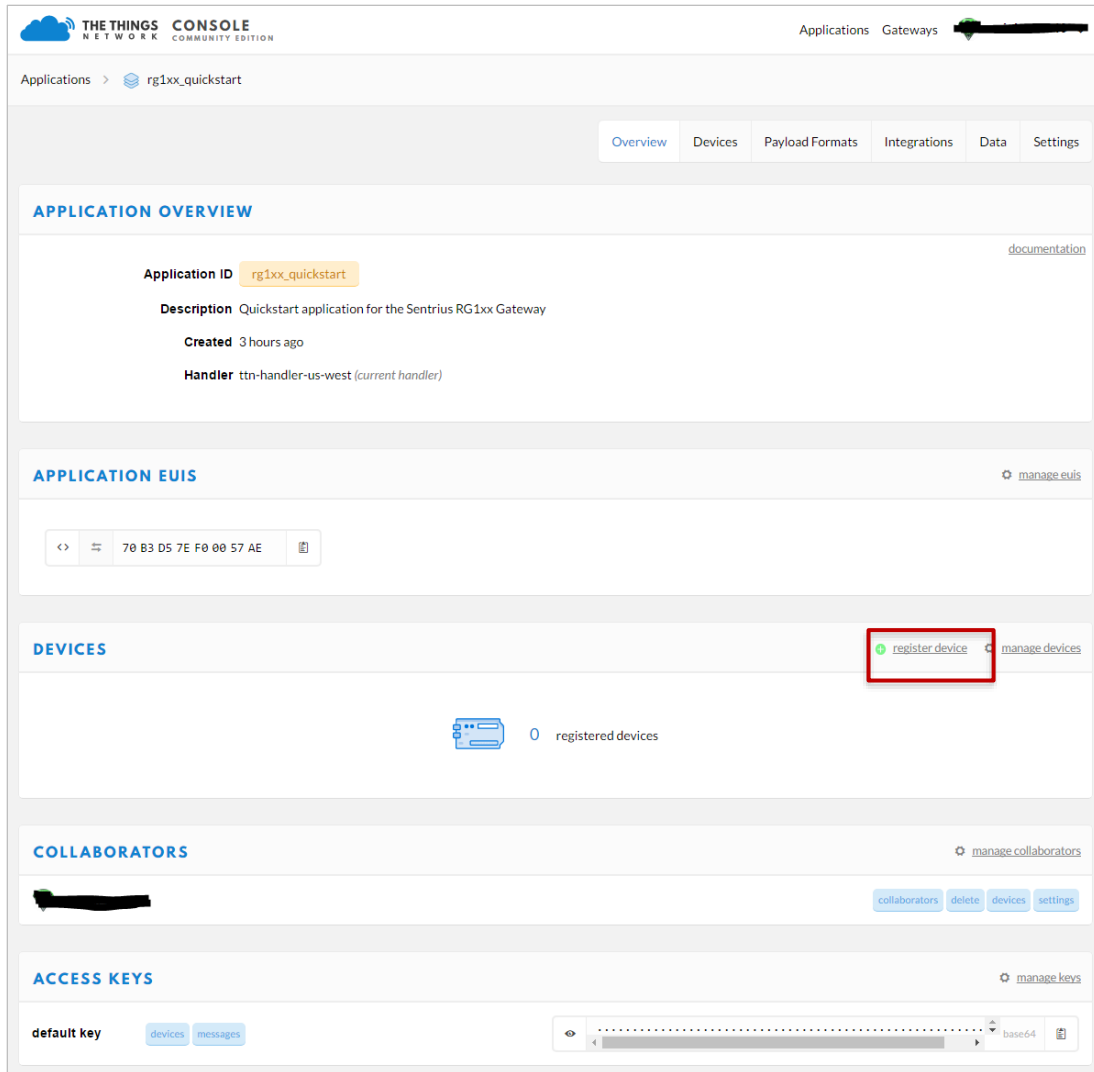 THE THINGS CONSOLE
NETWORK COMMUNITY EDITION
Applications Gateways
Applications > rg1xx_quickstart
Overview Devices Payload Formats Integrations Data Settings
APPLICATION OVERVIEW
documentation
Application ID rg1xx_quickstart
Description Quickstart application for the Sentrius RG1xx Gateway
Created 3 hours ago
Handler ttn-handler-us-west (current handler)
APPLICATION EUIS manage euis
<> 70 B3 D5 7E F0 00 57 AE
DEVICES register device manage devices
0 registered devices
COLLABORATORS manage collaborators
collaborators delete devices settings
ACCESS KEYS manage keys
default key devices messages base64